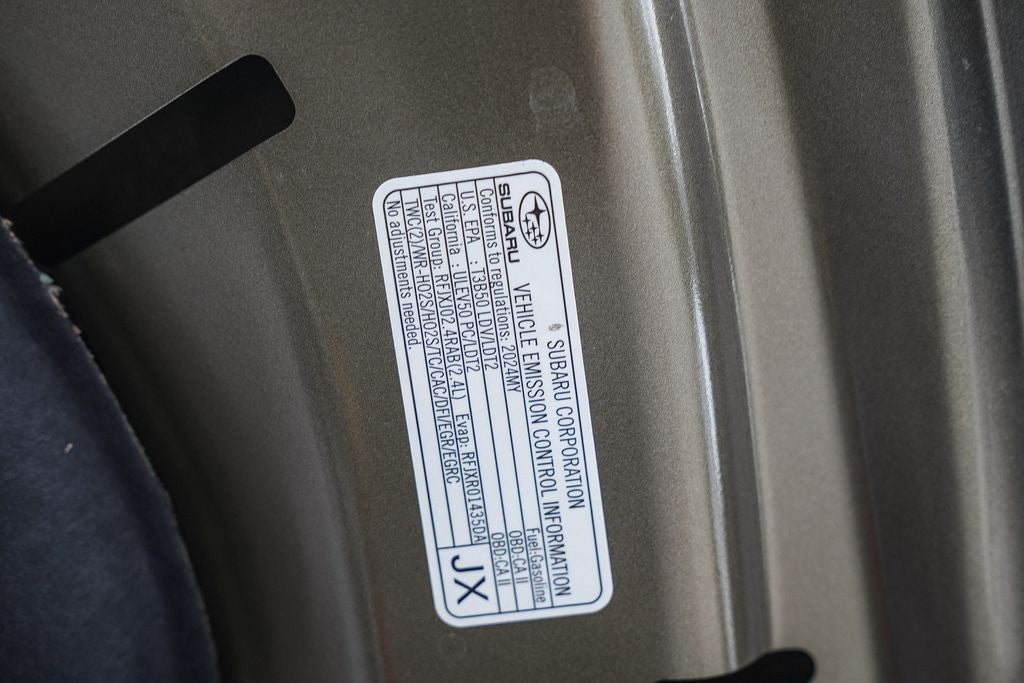 SUBARU CORPORATION
SUBARU VEHICLE EMISSION CONTROL INFORMATION
Conforms to regulations: 2024MY Fuel:Gasoline
U.S. EPA : T3B50 LDV/LDT2 OBD:CA II
California : ULEV50 PC/LDT2 OBD:CA II
Test Group: RFJXJ02.4RAB(2.4L) Evap: RFJXR01435DA
TWC(2)/WR-HO2S/HO2S/TC/CAC/DFI/EGR/EGRC
No adjustments needed.
JX